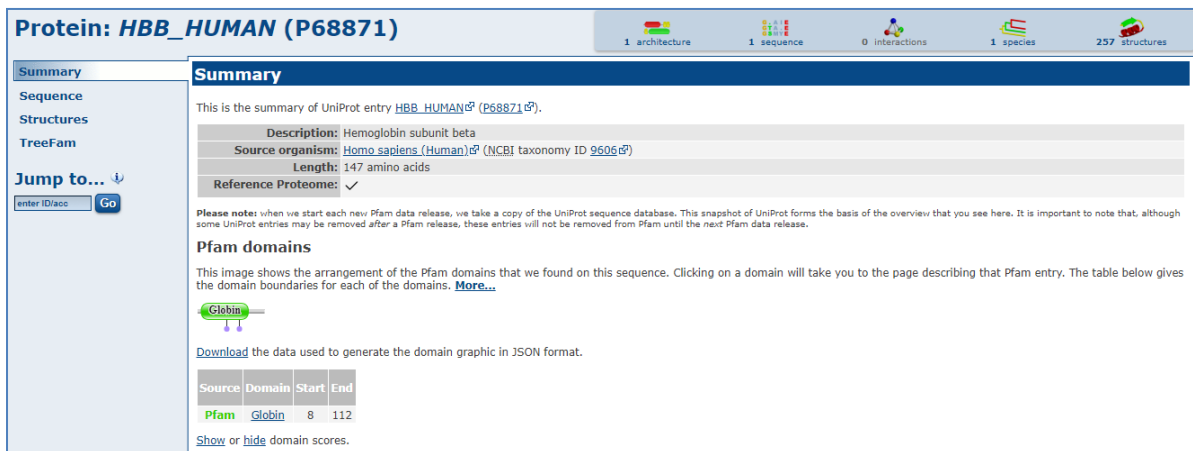 Protein: HBB_HUMAN (P68871)
1 architecture
1 sequence
0 interactions
1 species
257 structures
Summary
Sequence
Structures
TreeFam
Jump to...
enter ID/acc
Go
Summary
This is the summary of UniProt entry HBB_HUMAN (P68871).
Description: Hemoglobin subunit beta
Source organism: Homo sapiens (Human) (NCBI taxonomy ID 9606)
Length: 147 amino acids
Reference Proteome: ✓
Please note: when we start each new Pfam data release, we take a copy of the UniProt sequence database. This snapshot of UniProt forms the basis of the overview that you see here. It is important to note that, although
some UniProt entries may be removed after a Pfam release, these entries will not be removed from Pfam until the next Pfam data release.
Pfam domains
This image shows the arrangement of the Pfam domains that we found on this sequence. Clicking on a domain will take you to the page describing that Pfam entry. The table below gives
the domain boundaries for each of the domains. More...
Globin
Download the data used to generate the domain graphic in JSON format.
Source Domain Start End
Pfam Globin 8 112
Show or hide domain scores.